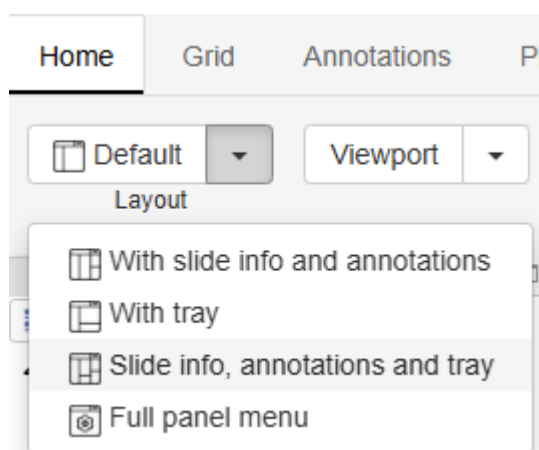 Home Grid Annotations P
Default Viewport
Layout
With slide info and annotations
With tray
Slide info, annotations and tray
Full panel menu